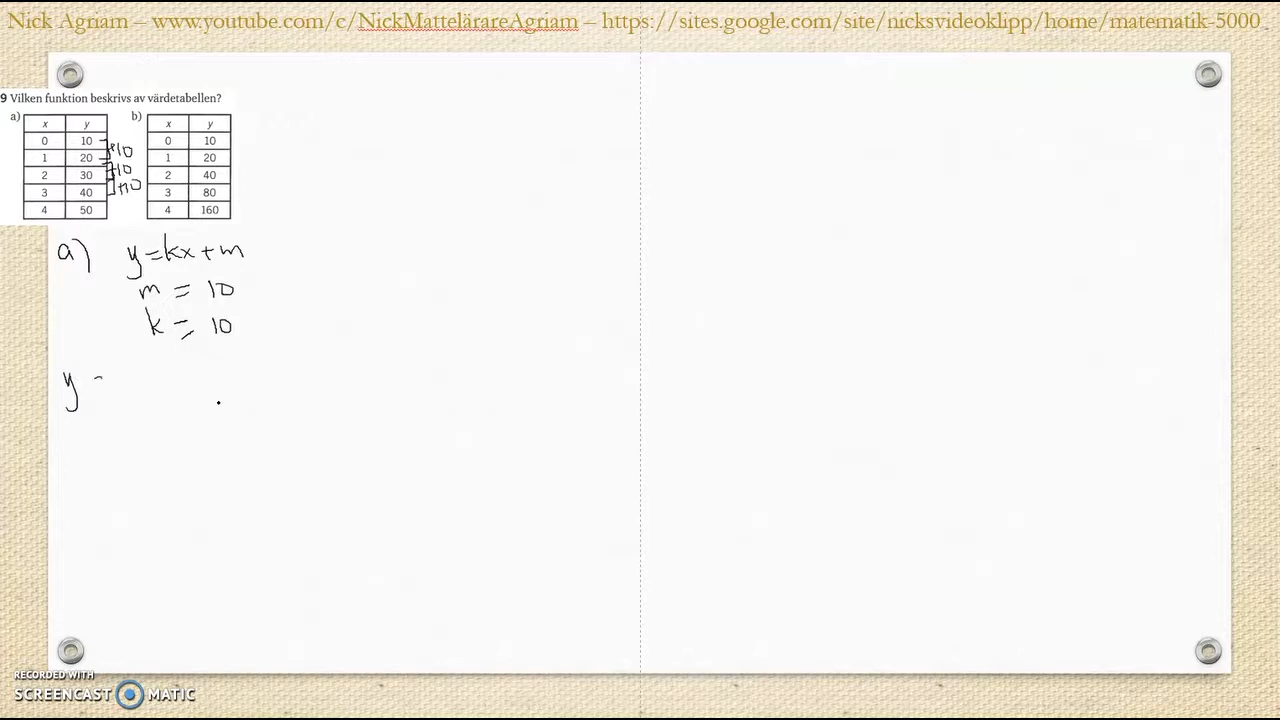 Nick Agriam – www.youtube.com/c/NickMattelärareAgriam – https://sites.google.com/site/nicksvideoklipp/home/matematik-5000
9 Vilken funktion beskrivs av värdetabellen?
a) b)
x y x y
0 10 0 10
+10
1 20 1 20
+10
2 30 2 40
+10
3 40 3 80
4 50 4 160
a) y=kx+m
m = 10
k = 10
y -
RECORDED WITH
SCREENCAST MATIC